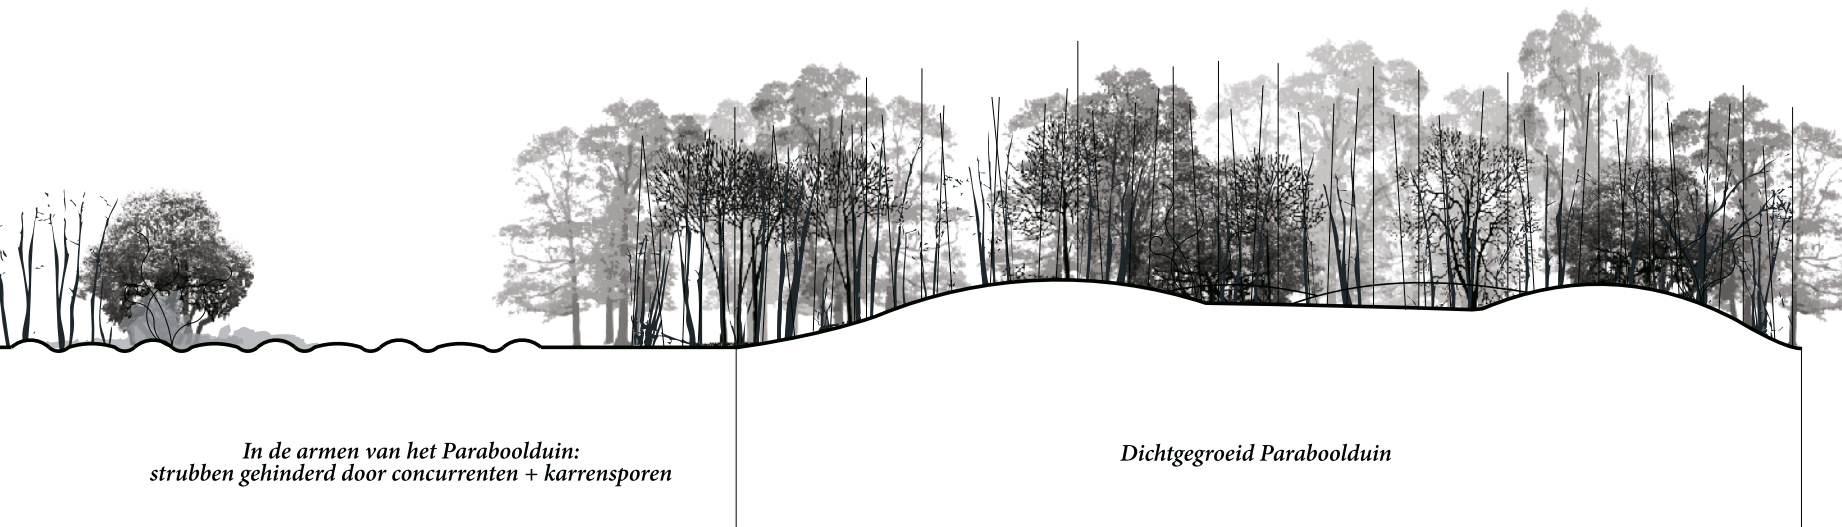 In de armen van het Paraboolduin:
strubben gehinderd door concurrenten + karrensporen
Dichtgegroeid Paraboolduin